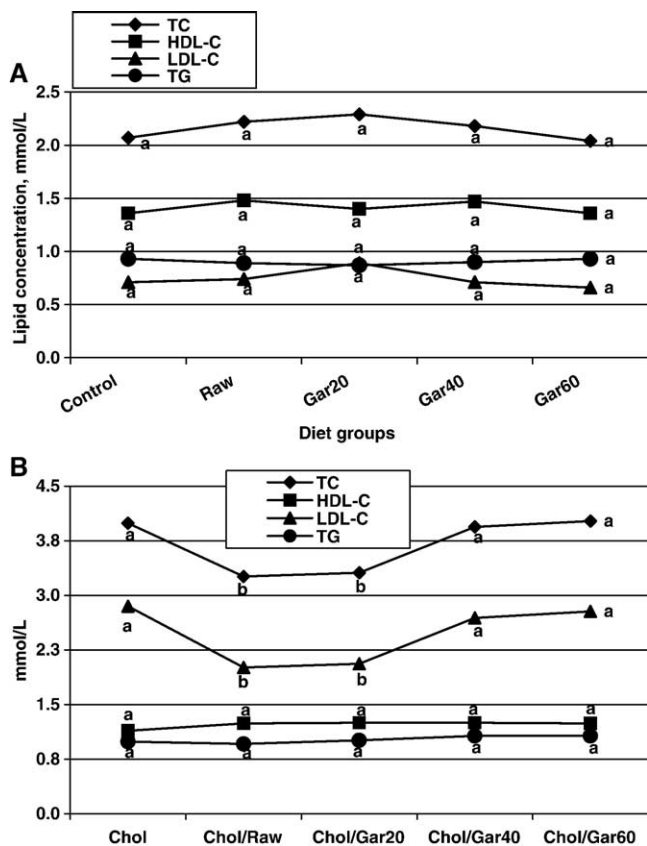 TC
HDL-C
LDL-C
TG
A
Lipid concentration, mmol/L
2.5
2.0
1.5
1.0
0.5
0.0
a a a a a
a a a a a
a a a a a
a a a a
Control Raw Gar20 Gar40 Gar60
Diet groups
B
TC
HDL-C
LDL-C
TG
mmol/L
4.5
3.8
3.0
2.3
1.5
0.8
0.0
a b b a a
a b b a a
a a a a a
a a a a a
Chol Chol/Raw Chol/Gar20 Chol/Gar40 Chol/Gar60